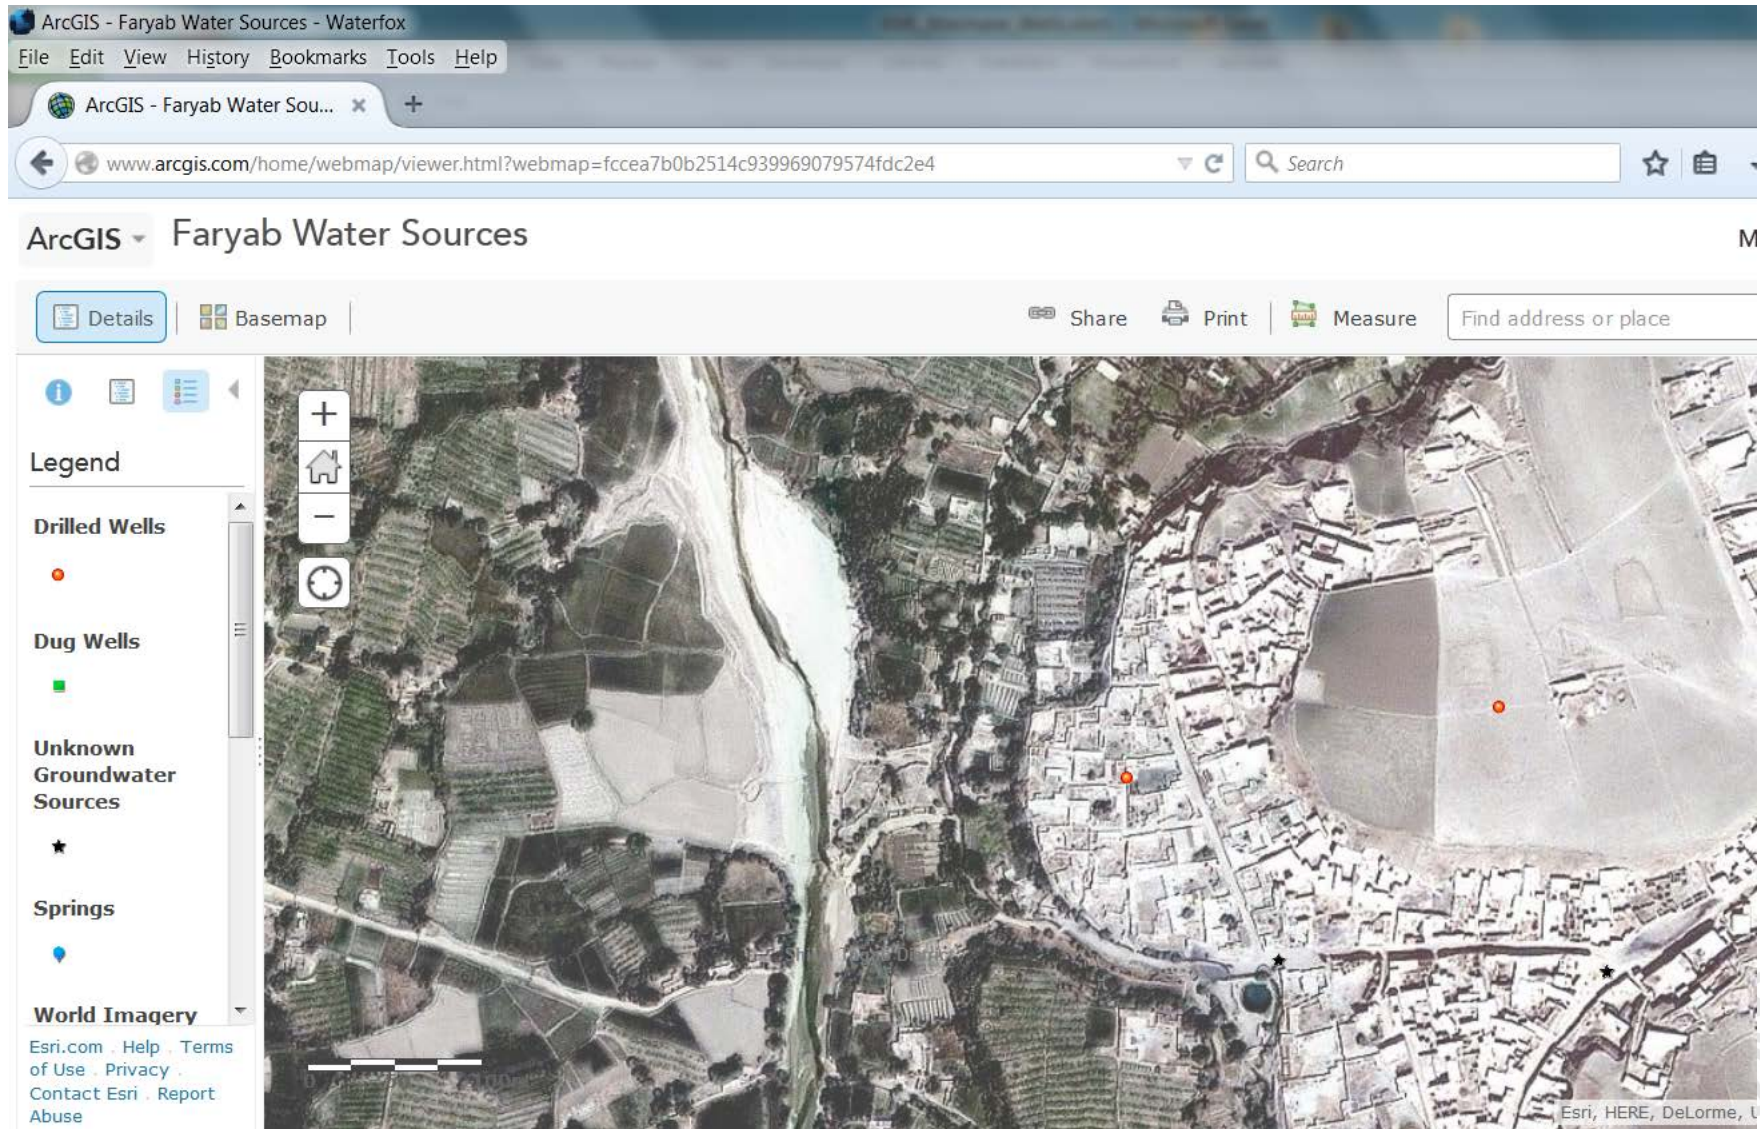 ArcGIS - Faryab Water Sources - Waterfox
File Edit View History Bookmarks Tools Help
ArcGIS - Faryab Water Sou... × +
www.arcgis.com/home/webmap/viewer.html?webmap=fccea7b0b2514c939969079574fdc2e4
Search
ArcGIS Faryab Water Sources
M
Details Basemap Share Print Measure Find address or place
Legend
Drilled Wells
Dug Wells
Unknown
Groundwater
Sources
Springs
World Imagery
Esri.com . Help . Terms
of Use . Privacy .
Contact Esri . Report
Abuse
Esri, HERE, DeLorme, U